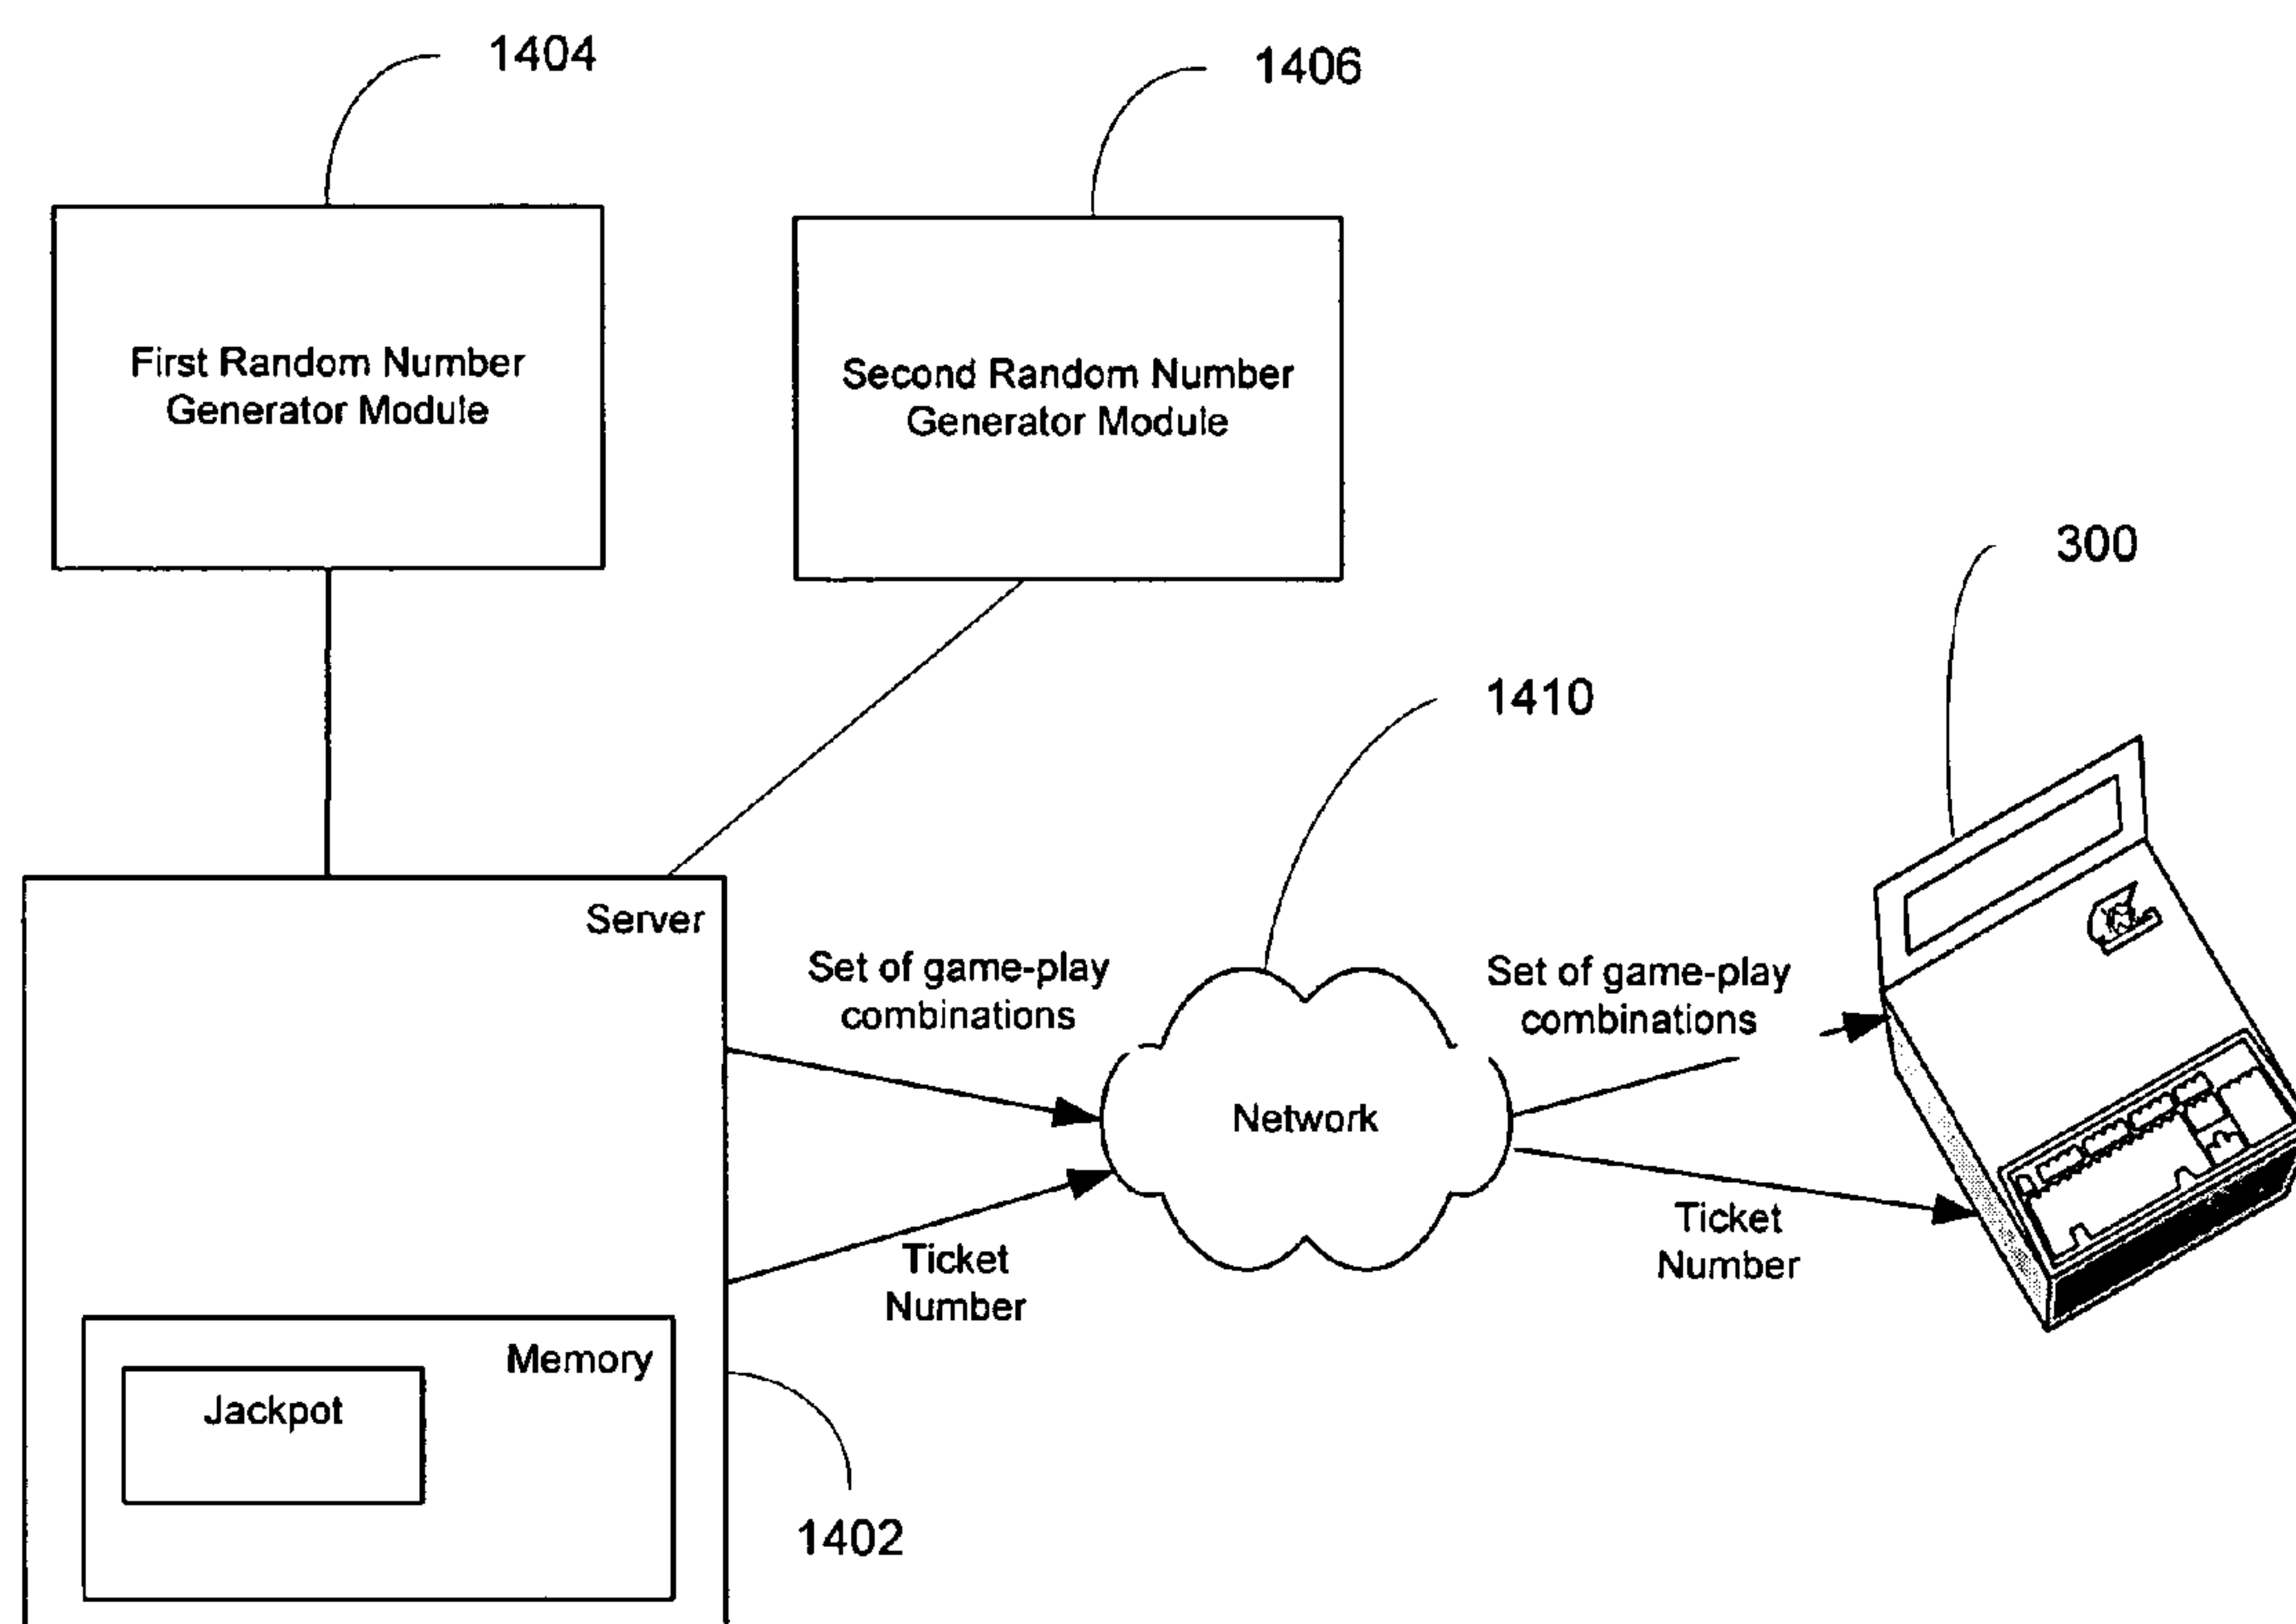 1404
1406
First Random Number
Generator Module
Second Random Number
Generator Module
300
1410
Server
Set of game-play
combinations
Set of game-play
combinations
Network
Ticket
Number
Ticket
Number
Memory
Jackpot
1402